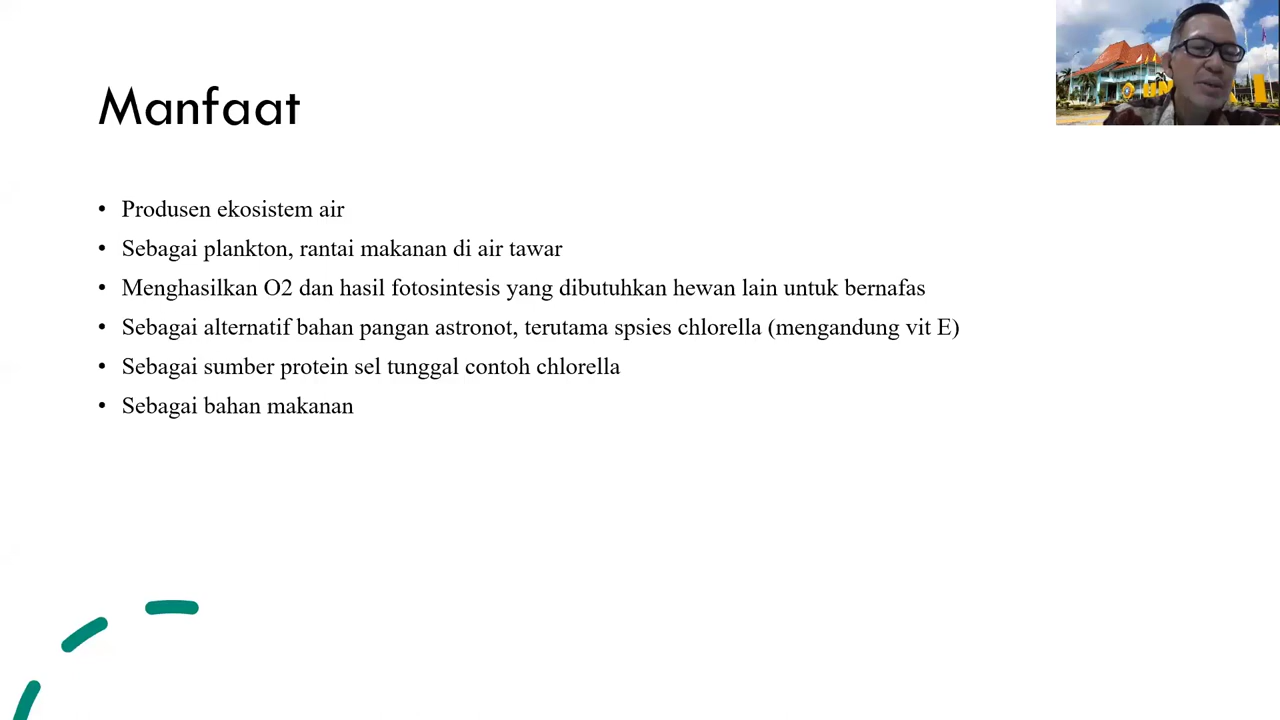 Manfaat
• Produsen ekosistem air
• Sebagai plankton, rantai makanan di air tawar
• Menghasilkan O2 dan hasil fotosintesis yang dibutuhkan hewan lain untuk bernafas
• Sebagai alternatif bahan pangan astronot, terutama spsies chlorella (mengandung vit E)
• Sebagai sumber protein sel tunggal contoh chlorella
• Sebagai bahan makanan